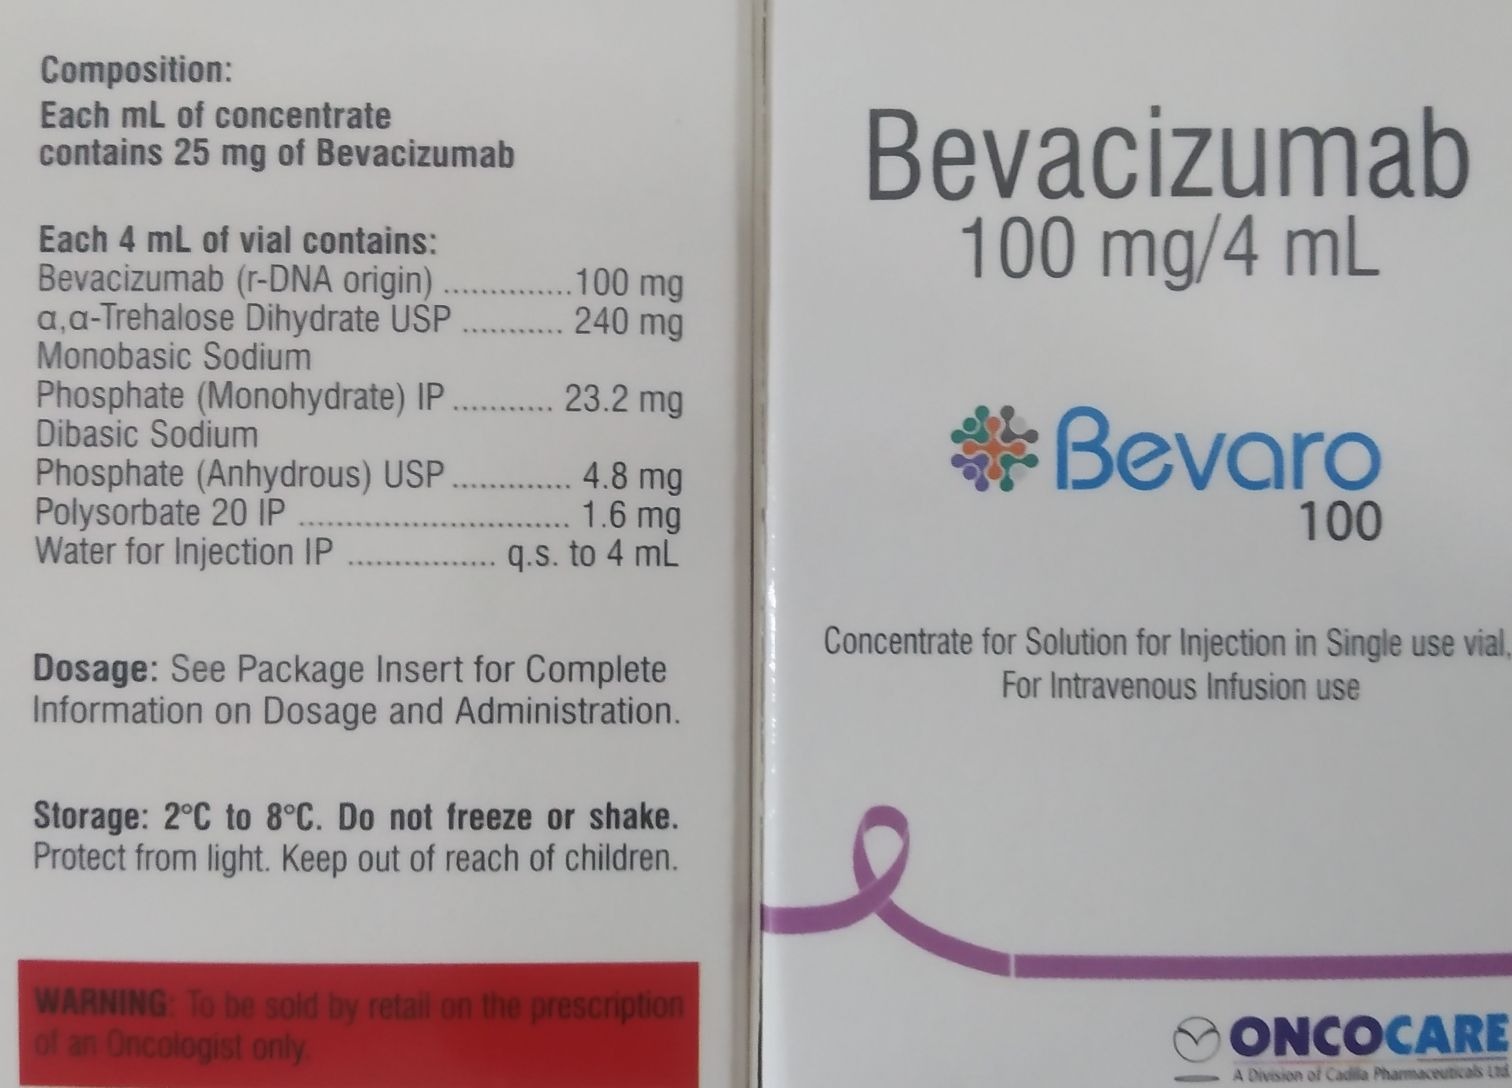 Composition:
Each mL of concentrate
contains 25 mg of Bevacizumab
Each 4 mL of vial contains:
Bevacizumab (r-DNA origin) ..............100 mg
α,α-Trehalose Dihydrate USP ........... 240 mg
Monobasic Sodium
Phosphate (Monohydrate) IP ........... 23.2 mg
Dibasic Sodium
Phosphate (Anhydrous) USP ............. 4.8 mg
Polysorbate 20 IP ............................. 1.6 mg
Water for Injection IP ................ q.s. to 4 mL
Dosage: See Package Insert for Complete
Information on Dosage and Administration.
Storage: 2°C to 8°C. Do not freeze or shake.
Protect from light. Keep out of reach of children.
WARNING: To be sold by retail on the prescription
of an Oncologist only.
Bevacizumab
100 mg/4 mL
Bevaro
100
Concentrate for Solution for Injection in Single use vial,
For Intravenous Infusion use
ONCOCARE
A Division of Cadila Pharmaceuticals Ltd.